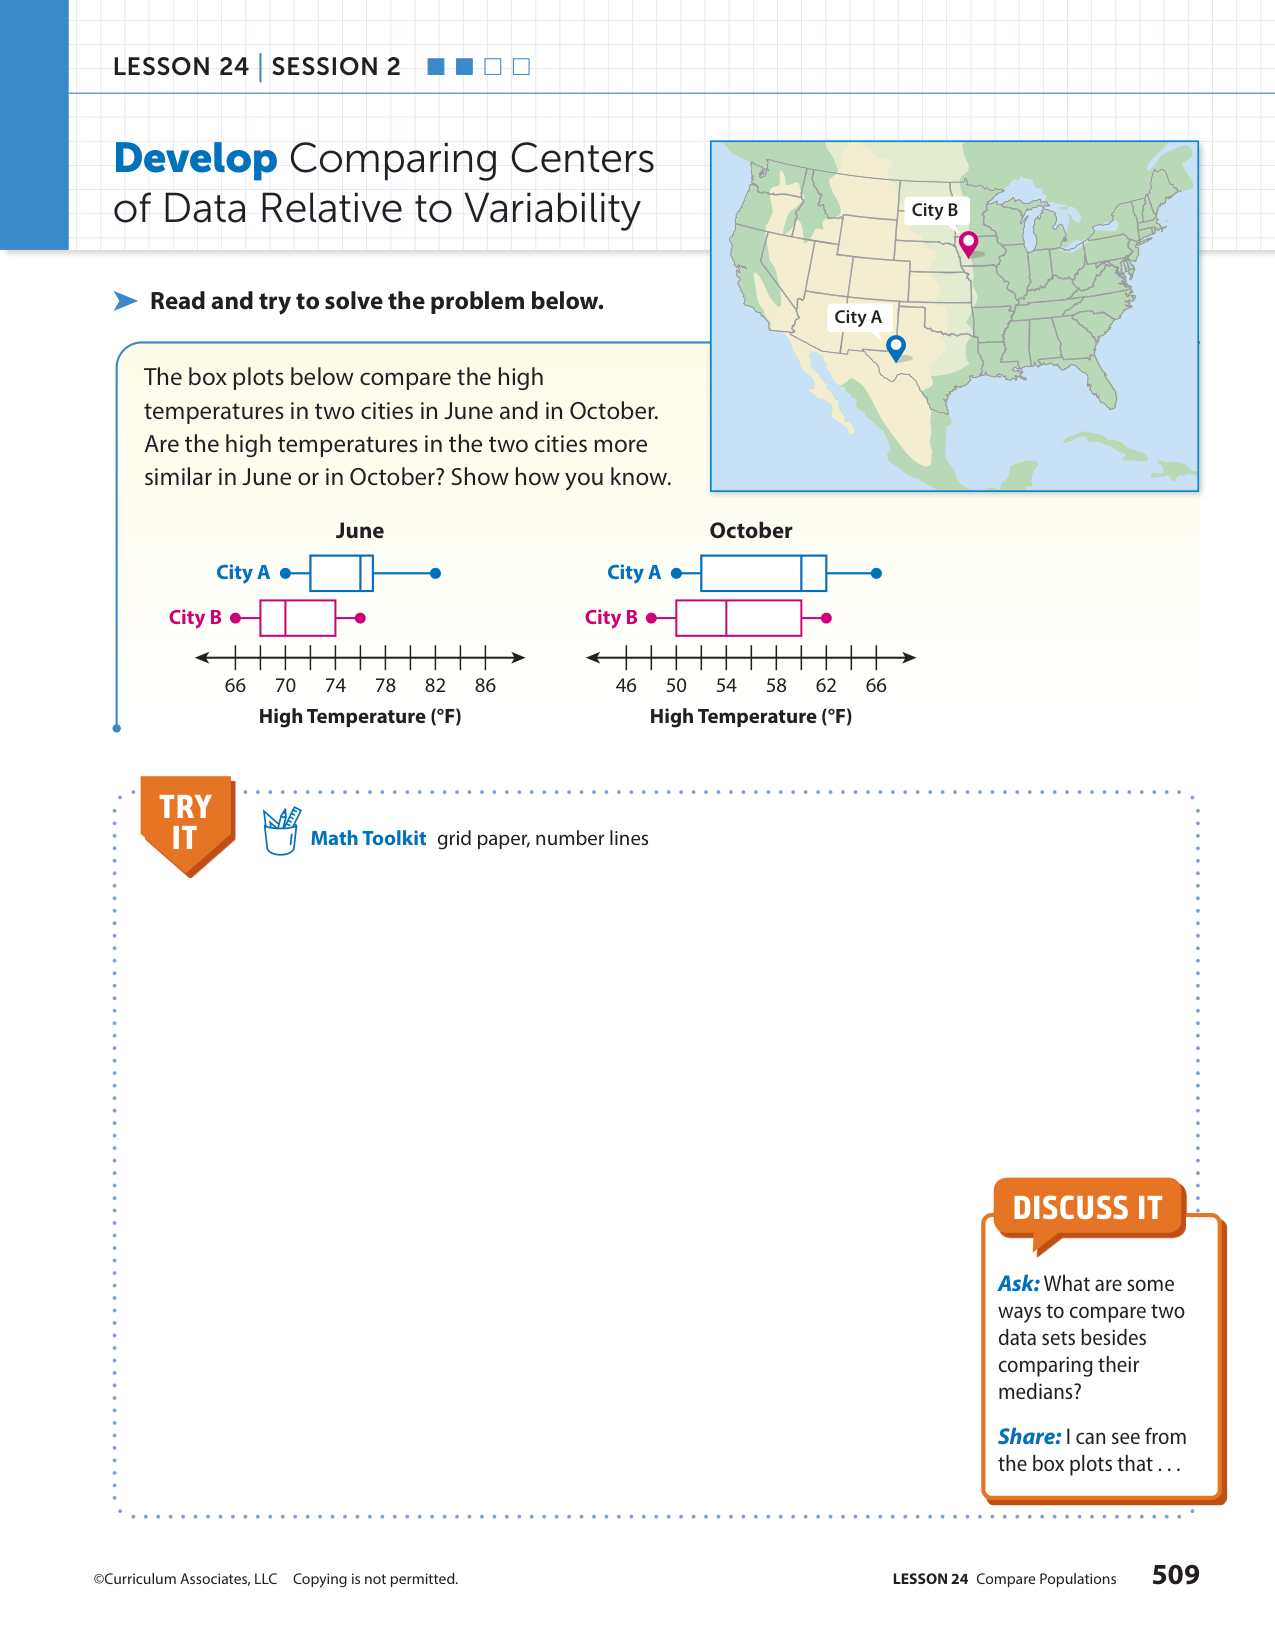 LESSON 24 | SESSION 2
Develop Comparing Centers
of Data Relative to Variability
City B
City A
Read and try to solve the problem below.
The box plots below compare the high
temperatures in two cities in June and in October.
Are the high temperatures in the two cities more
similar in June or in October? Show how you know.
June
City A
City B
66 70 74 78 82 86
High Temperature (°F)
October
City A
City B
46 50 54 58 62 66
High Temperature (°F)
TRY
IT
Math Toolkit grid paper, number lines
DISCUSS IT
Ask: What are some
ways to compare two
data sets besides
comparing their
medians?
Share: I can see from
the box plots that . . .
©Curriculum Associates, LLC Copying is not permitted.
LESSON 24 Compare Populations 509